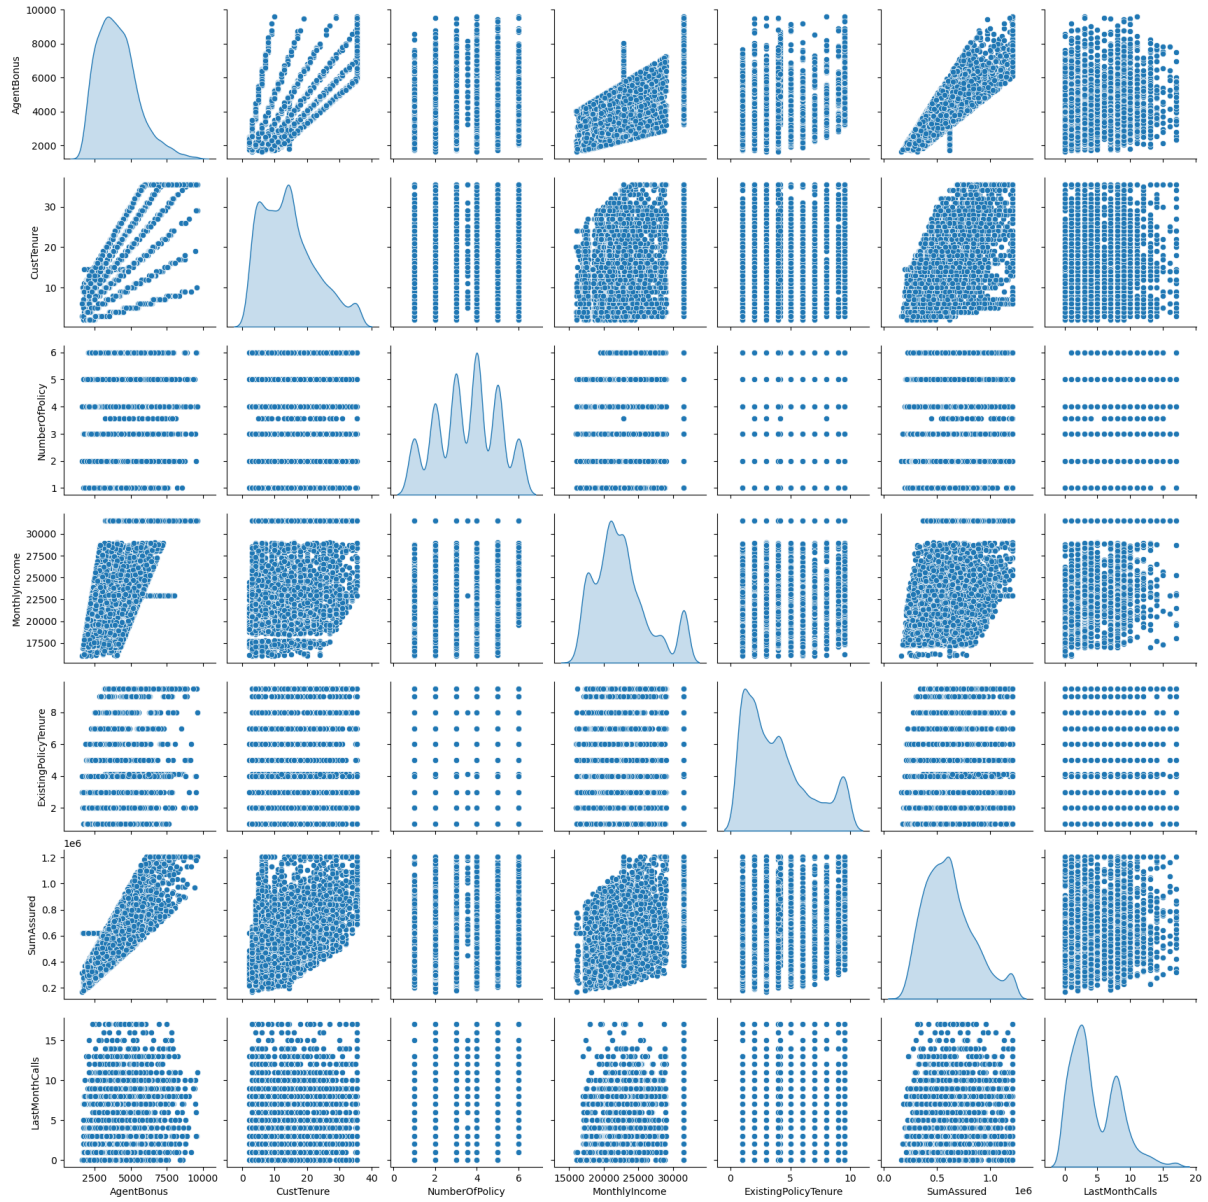 10000
8000
6000
4000
2000
AgentBonus
30
20
10
CustTenure
6
5
4
3
2
1
NumberOfPolicy
30000
27500
25000
22500
20000
17500
MonthlyIncome
8
6
4
2
ExistingPolicyTenure
1e6
1.2
1.0
0.8
0.6
0.4
0.2
SumAssured
15
10
5
0
LastMonthCalls
2500 5000 7500 10000
AgentBonus
0 10 20 30 40
CustTenure
2 4 6
NumberOfPolicy
15000 20000 25000 30000
MonthlyIncome
0 5 10
ExistingPolicyTenure
0.0 0.5 1.0
SumAssured 1e6
0 5 10 15 20
LastMonthCalls